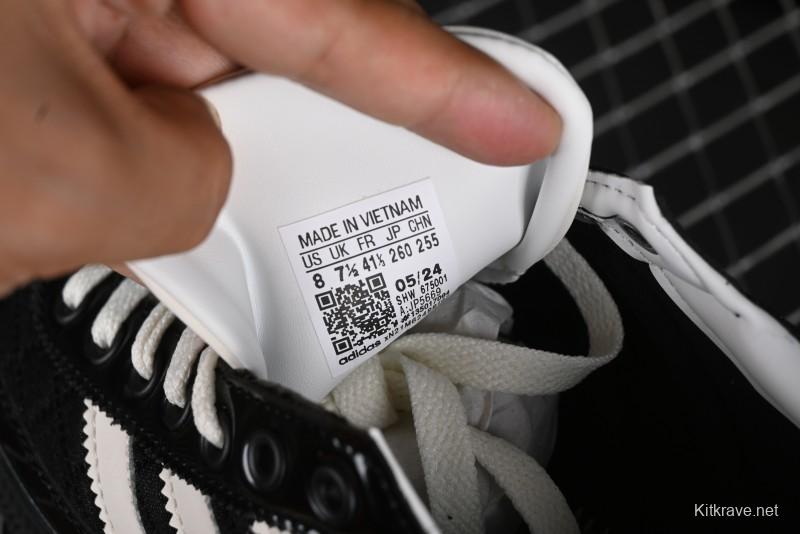 MADE IN VIETNAM
US UK FR JP CHN
8 7½ 41⅓ 260 255
05/24
SHW 675001
A:JP5669
adidas
Kitkrave.net